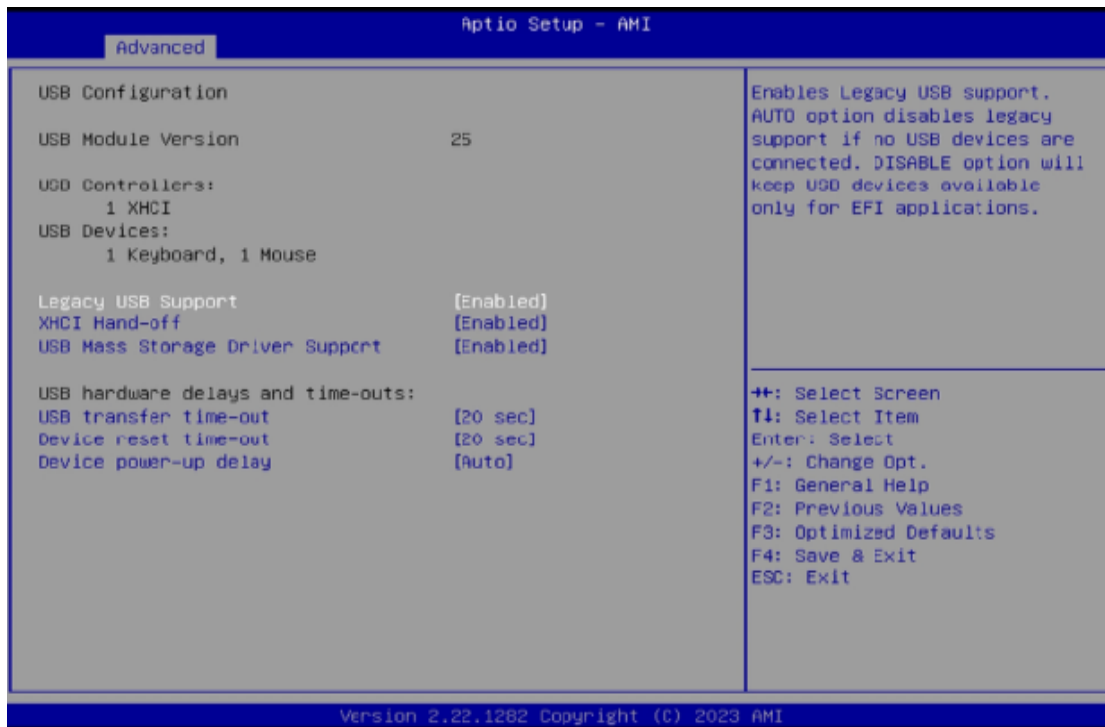 Aptio Setup - AMI
Advanced
USB Configuration
USB Module Version 25
USB Controllers:
1 XHCI
USB Devices:
1 Keyboard, 1 Mouse
Legacy USB Support [Enabled]
XHCI Hand-off [Enabled]
USB Mass Storage Driver Support [Enabled]
USB hardware delays and time-outs:
USB transfer time-out [20 sec]
Device reset time-out [20 sec]
Device power-up delay [Auto]
Enables Legacy USB support.
AUTO option disables legacy
support if no USB devices are
connected. DISABLE option will
keep USB devices available
only for EFI applications.
→←: Select Screen
↑↓: Select Item
Enter: Select
+/-: Change Opt.
F1: General Help
F2: Previous Values
F3: Optimized Defaults
F4: Save & Exit
ESC: Exit
Version 2.22.1282 Copyright (C) 2023 AMI